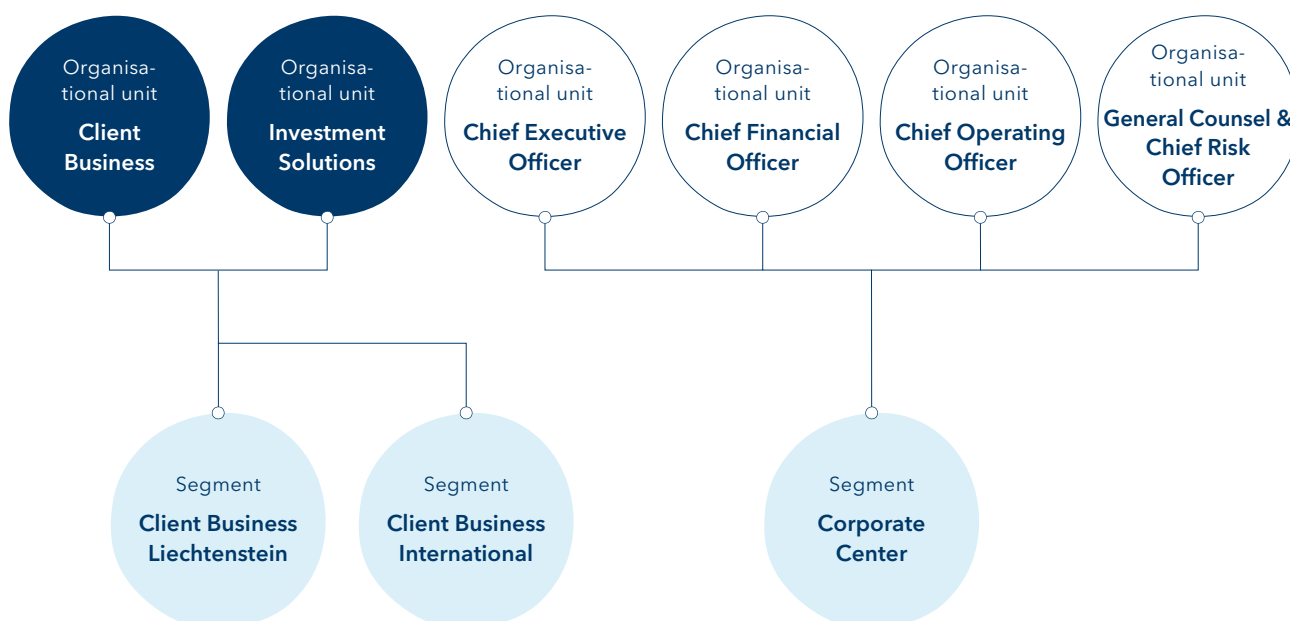 Organisa-
tional unit
Client
Business
Organisa-
tional unit
Investment
Solutions
Organisa-
tional unit
Chief Executive
Officer
Organisa-
tional unit
Chief Financial
Officer
Organisa-
tional unit
Chief Operating
Officer
Organisa-
tional unit
General Counsel &
Chief Risk
Officer
Segment
Client Business
Liechtenstein
Segment
Client Business
International
Segment
Corporate
Center